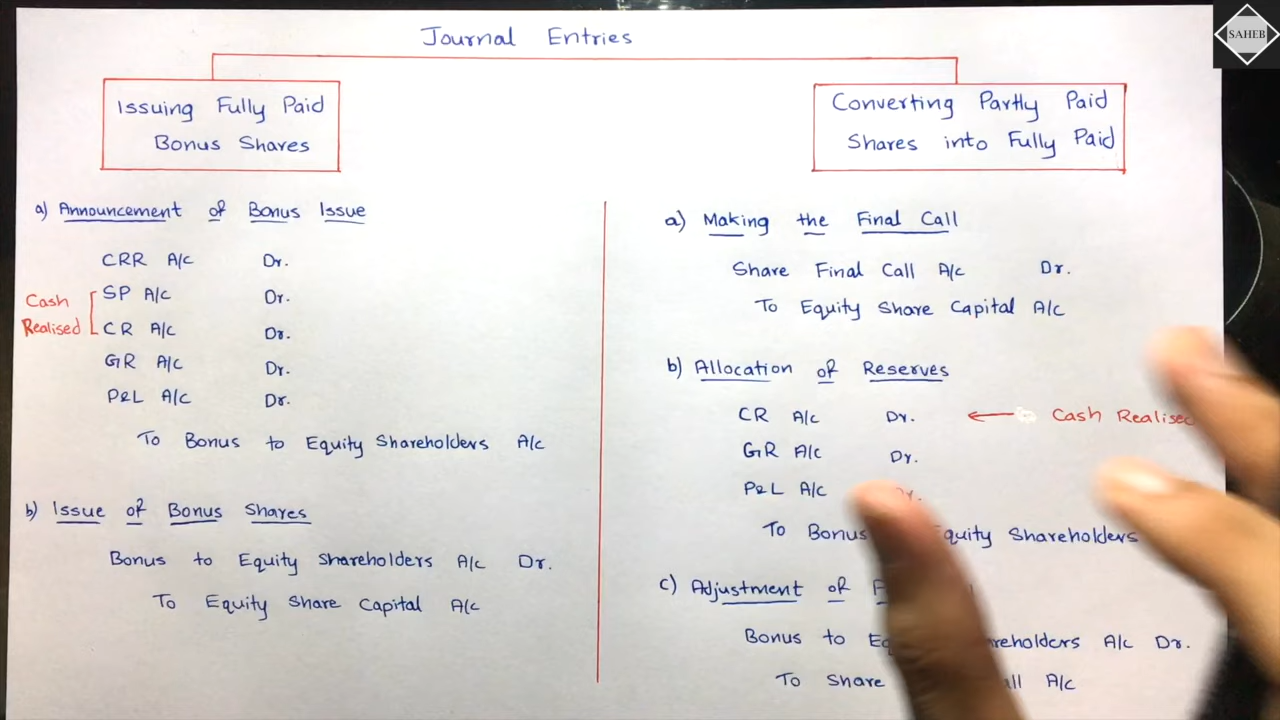 Journal Entries
SAHEB
Issuing Fully Paid
Bonus Shares
a) Announcement of Bonus Issue
CRR A/c Dr.
SP A/c Dr.
CR A/c Dr.
GR A/c Dr.
P&L A/c Dr.
Cash
Realised
To Bonus to Equity Shareholders A/c
b) Issue of Bonus Shares
Bonus to Equity Shareholders A/c Dr.
To Equity Share Capital A/c
Converting Partly Paid
Shares into Fully Paid
a) Making the Final Call
Share Final Call A/c Dr.
To Equity Share Capital A/c
b) Allocation of Reserves
CR A/c Dr. Cash Realised
GR A/c Dr.
P&L A/c
To Bonus Equity Shareholders
c) Adjustment of
Bonus to A/c Dr.
To Share A/c